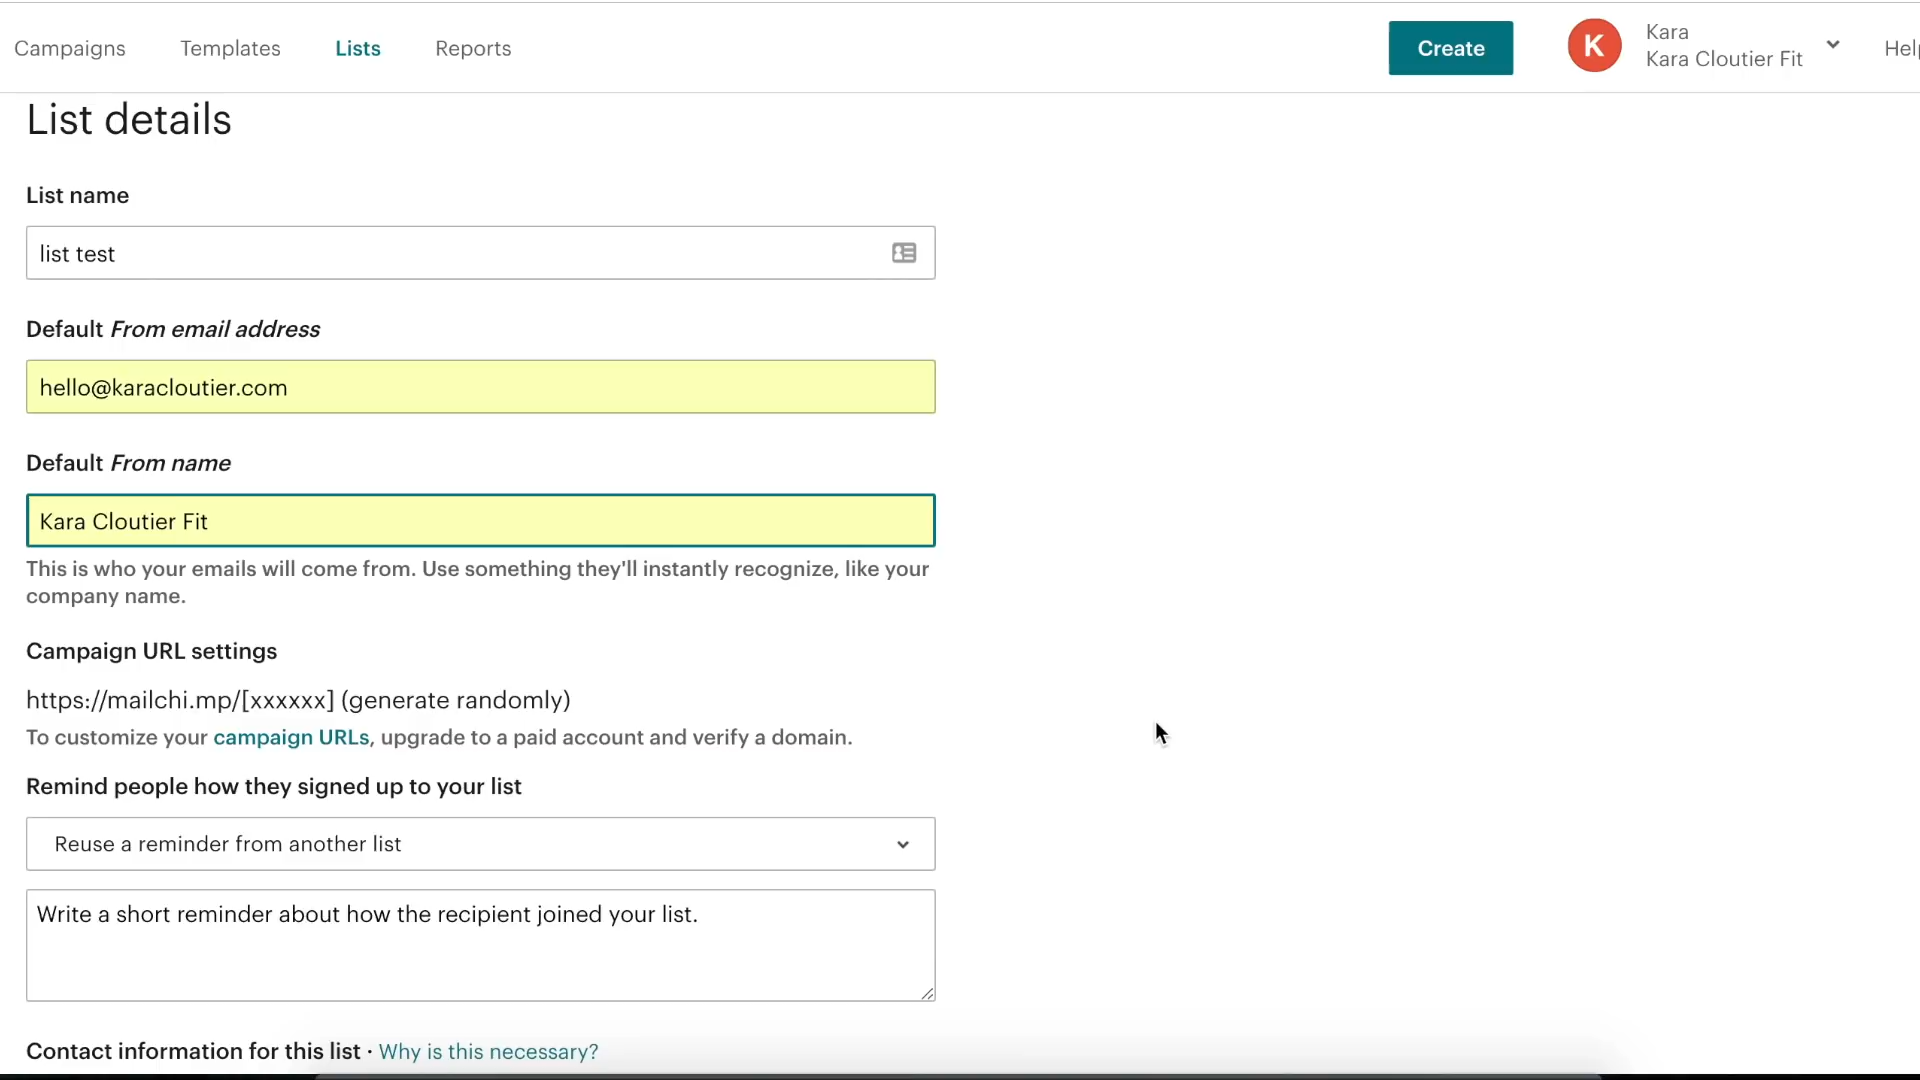 Campaigns Templates Lists Reports Create K Kara
Kara Cloutier Fit
List details
List name
list test
Default From email address
hello@karacloutier.com
Default From name
Kara Cloutier Fit
This is who your emails will come from. Use something they'll instantly recognize, like your
company name.
Campaign URL settings
https://mailchi.mp/[xxxxxx] (generate randomly)
To customize your campaign URLs, upgrade to a paid account and verify a domain.
Remind people how they signed up to your list
Reuse a reminder from another list
Write a short reminder about how the recipient joined your list.
Contact information for this list · Why is this necessary?